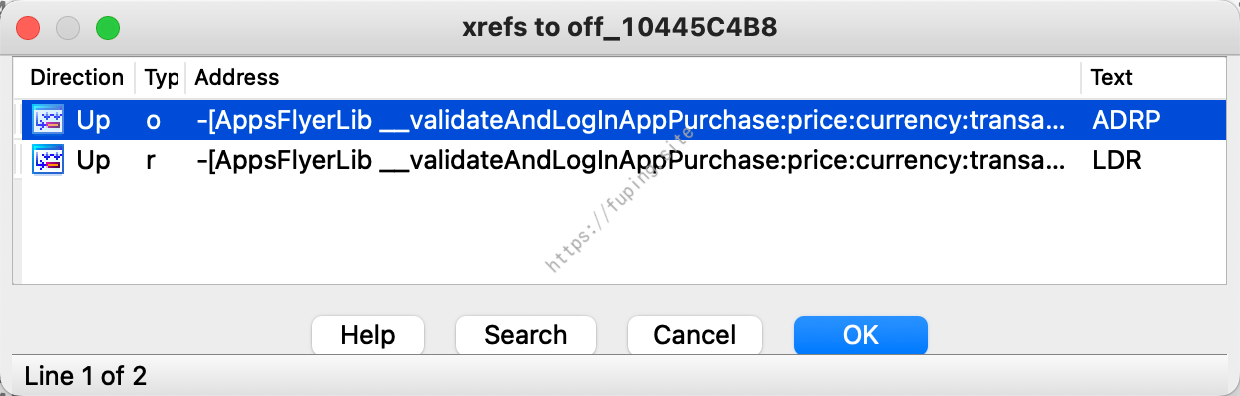 xrefs to off_10445C4B8
Direction Typ Address Text
Up o -[AppsFlyerLib __validateAndLogInAppPurchase:price:currency:transa... ADRP
Up r -[AppsFlyerLib __validateAndLogInAppPurchase:price:currency:transa... LDR
https://fuping.site
Help Search Cancel OK
Line 1 of 2